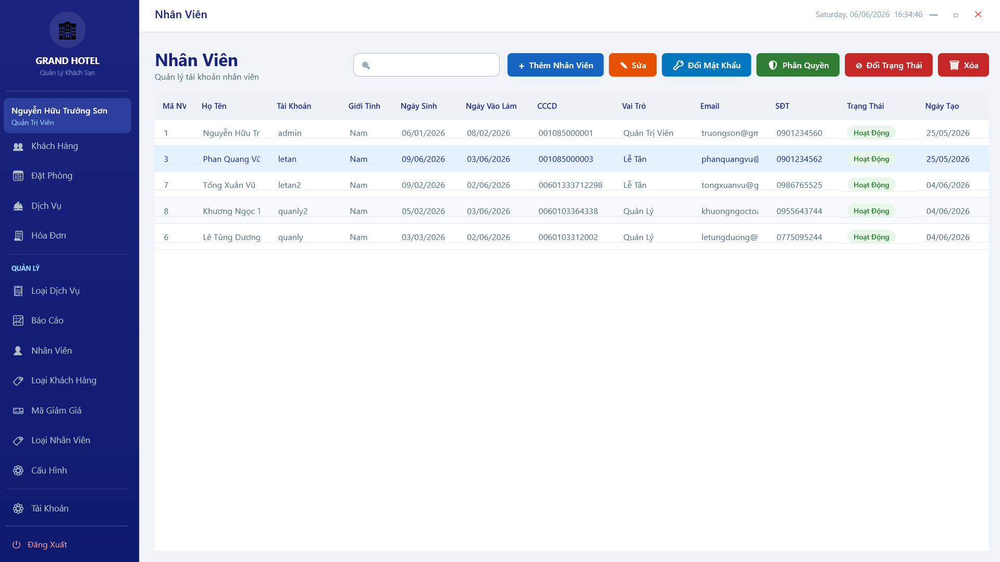 GRAND HOTEL
Quản Lý Khách Sạn
Nguyễn Hữu Trường Sơn
Quản Trị Viên
Khách Hàng
Đặt Phòng
Dịch Vụ
Hóa Đơn
QUẢN LÝ
Loại Dịch Vụ
Báo Cáo
Nhân Viên
Loại Khách Hàng
Mã Giảm Giá
Loại Nhân Viên
Cấu Hình
Tài Khoản
Đăng Xuất
Nhân Viên
Saturday, 06/06/2026 16:34:46
Nhân Viên
Quản lý tài khoản nhân viên
+ Thêm Nhân Viên
Sửa
Đổi Mật Khẩu
Phân Quyền
Đổi Trạng Thái
Xóa
Mã NV Họ Tên Tài Khoản Giới Tính Ngày Sinh Ngày Vào Làm CCCD Vai Trò Email SĐT Trạng Thái Ngày Tạo
1 Nguyễn Hữu Tr admin Nam 06/01/2026 08/02/2026 001085000001 Quản Trị Viên truongson@gm 0901234560 Hoạt Động 25/05/2026
3 Phan Quang Vũ letan Nam 09/06/2026 03/06/2026 001085000003 Lễ Tân phanquangvu@ 0901234562 Hoạt Động 25/05/2026
7 Tống Xuân Vũ letan2 Nam 09/02/2026 02/06/2026 00601333712298 Lễ Tân tongxuanvu@g 0986765525 Hoạt Động 04/06/2026
8 Khương Ngọc T quanly2 Nam 05/02/2026 03/06/2026 0060103364338 Quản Lý khuongngoctoa 0955643744 Hoạt Động 04/06/2026
6 Lê Tùng Dương quanly Nam 03/03/2026 02/06/2026 0060103312002 Quản Lý letungduong@ 0775095244 Hoạt Động 04/06/2026